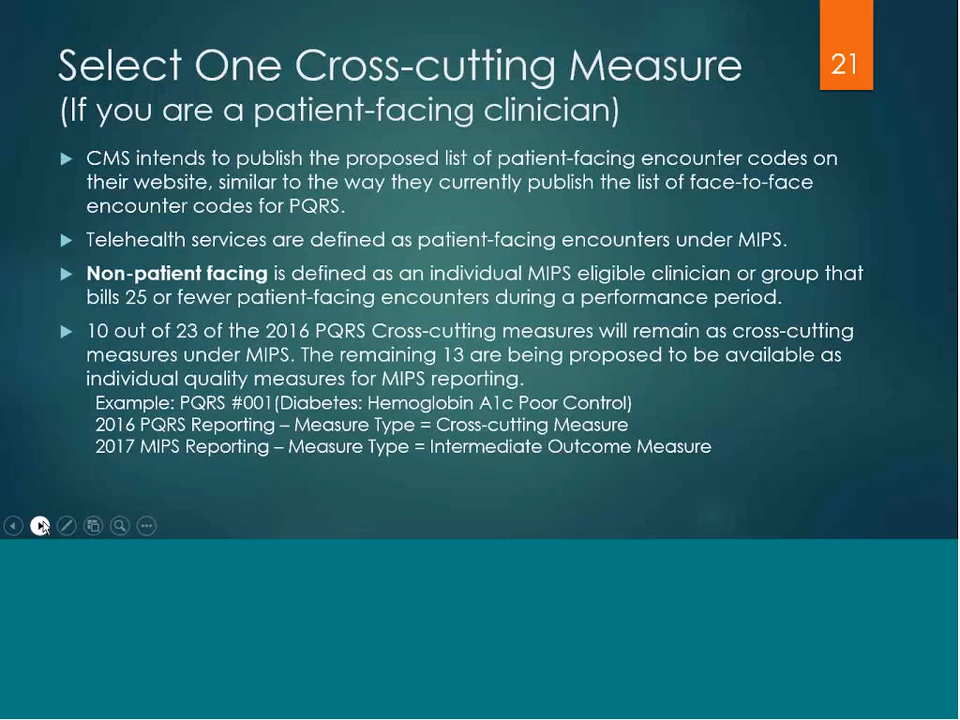 Select One Cross-cutting Measure
21
(If you are a patient-facing clinician)
CMS intends to publish the proposed list of patient-facing encounter codes on
their website, similar to the way they currently publish the list of face-to-face
encounter codes for PQRS.
Telehealth services are defined as patient-facing encounters under MIPS.
Non-patient facing is defined as an individual MIPS eligible clinician or group that
bills 25 or fewer patient-facing encounters during a performance period.
10 out of 23 of the 2016 PQRS Cross-cutting measures will remain as cross-cutting
measures under MIPS. The remaining 13 are being proposed to be available as
individual quality measures for MIPS reporting.
Example: PQRS #001(Diabetes: Hemoglobin A1c Poor Control)
2016 PQRS Reporting – Measure Type = Cross-cutting Measure
2017 MIPS Reporting – Measure Type = Intermediate Outcome Measure